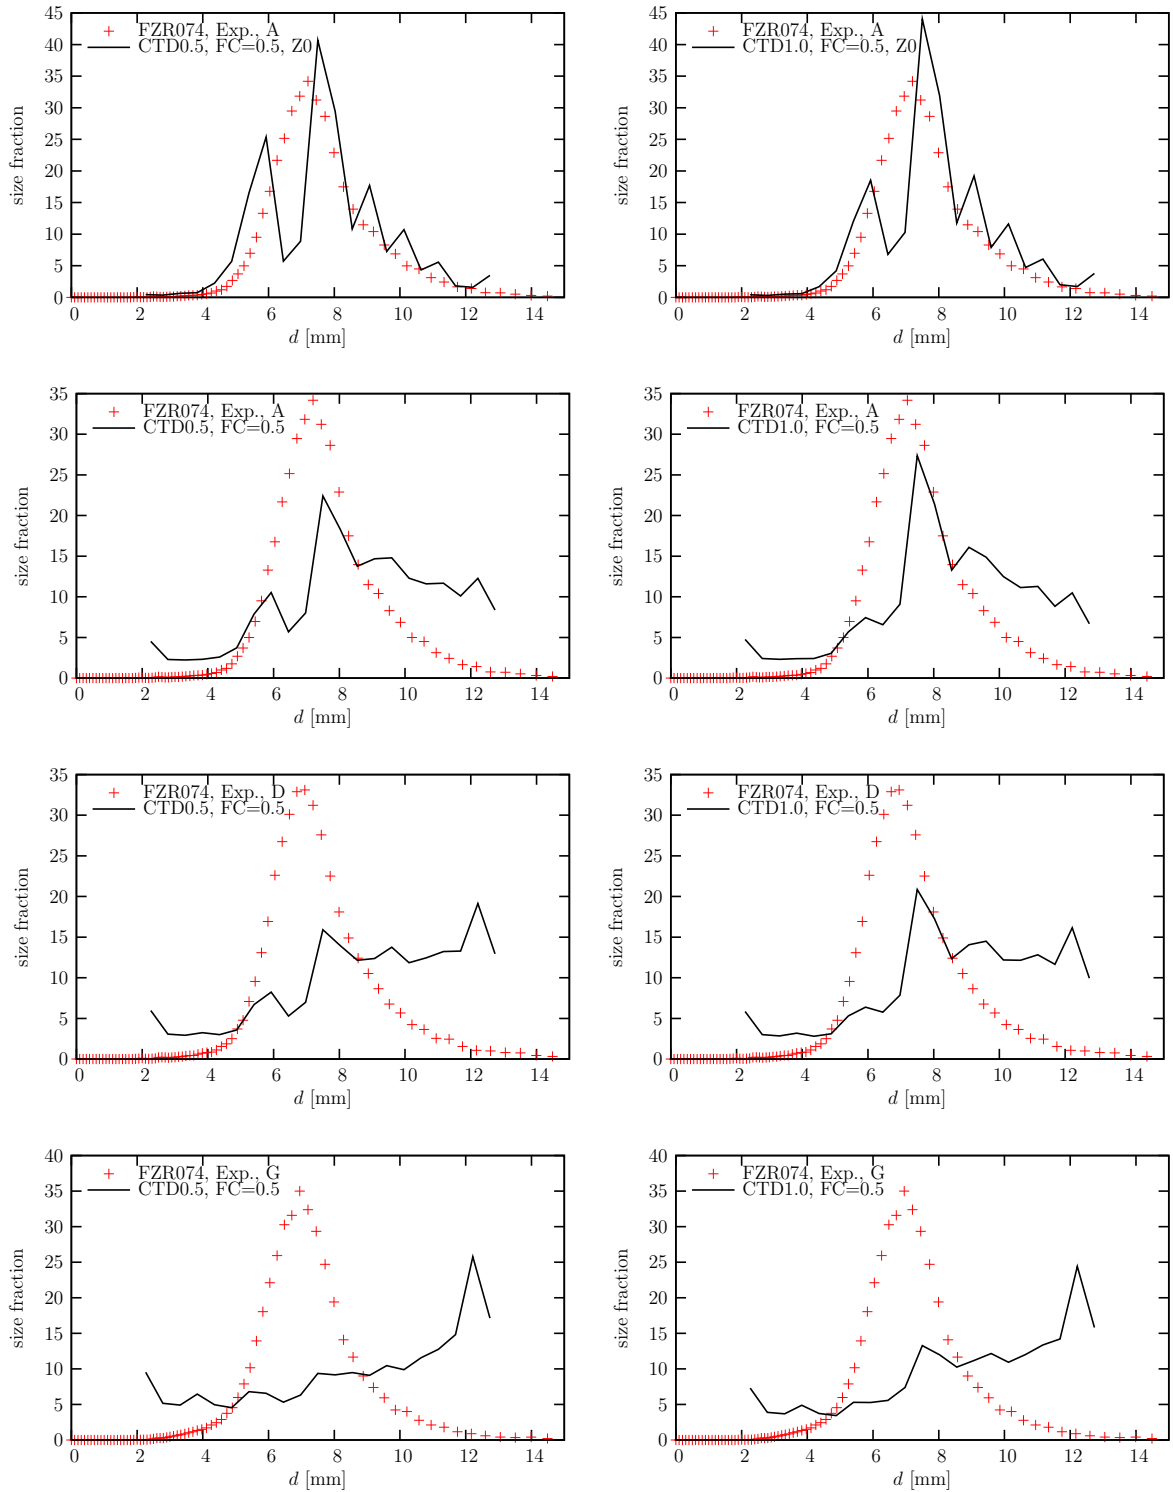 45
40
35
30
25
20
15
10
5
0
size fraction
FZR074, Exp., A
CTD0.5, FC=0.5, Z0
0 2 4 6 8 10 12 14
d [mm]
45
40
35
30
25
20
15
10
5
0
size fraction
FZR074, Exp., A
CTD1.0, FC=0.5, Z0
0 2 4 6 8 10 12 14
d [mm]
35
30
25
20
15
10
5
0
size fraction
FZR074, Exp., A
CTD0.5, FC=0.5
0 2 4 6 8 10 12 14
d [mm]
35
30
25
20
15
10
5
0
size fraction
FZR074, Exp., A
CTD1.0, FC=0.5
0 2 4 6 8 10 12 14
d [mm]
35
30
25
20
15
10
5
0
size fraction
FZR074, Exp., D
CTD0.5, FC=0.5
0 2 4 6 8 10 12 14
d [mm]
35
30
25
20
15
10
5
0
size fraction
FZR074, Exp., D
CTD1.0, FC=0.5
0 2 4 6 8 10 12 14
d [mm]
40
35
30
25
20
15
10
5
0
size fraction
FZR074, Exp., G
CTD0.5, FC=0.5
0 2 4 6 8 10 12 14
d [mm]
40
35
30
25
20
15
10
5
0
size fraction
FZR074, Exp., G
CTD1.0, FC=0.5
0 2 4 6 8 10 12 14
d [mm]